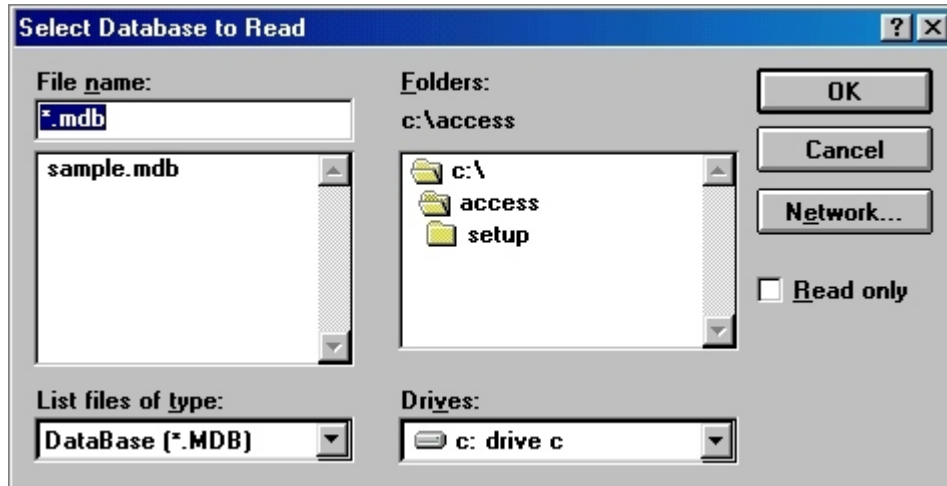 Select Database to Read
File name:
*.mdb
sample.mdb
List files of type:
DataBase (*.MDB)
Folders:
c:\access
c:\
access
setup
Drives:
c: drive c
OK
Cancel
Network...
Read only